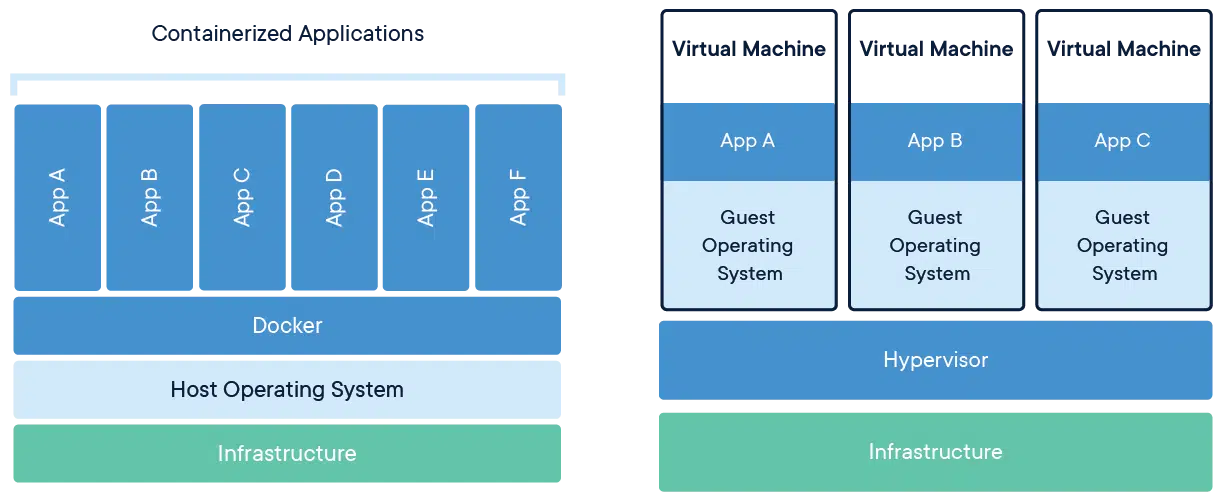 Containerized Applications
App A
App B
App C
App D
App E
App F
Docker
Host Operating System
Infrastructure
Virtual Machine
App A
Guest
Operating
System
Virtual Machine
App B
Guest
Operating
System
Virtual Machine
App C
Guest
Operating
System
Hypervisor
Infrastructure